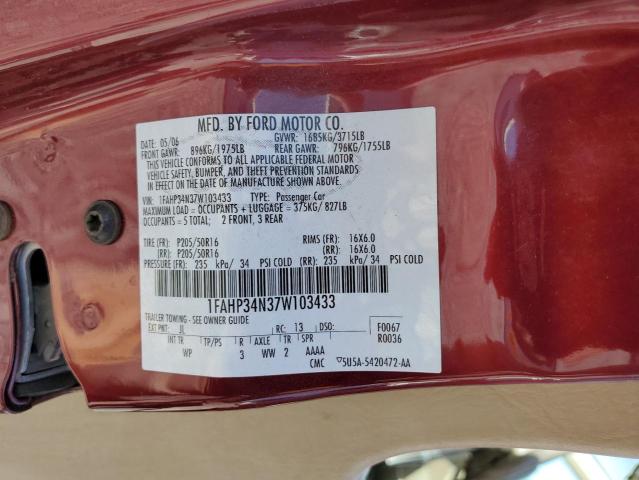 MFD. BY FORD MOTOR CO.
05/06 GVWR: 1685KG/3715LB
FRONT GAWR: 896KG/1975LB REAR GAWR: 796KG/1755LB
THIS VEHICLE CONFORMS TO ALL APPLICABLE FEDERAL MOTOR
VEHICLE SAFETY, BUMPER, AND THEFT PREVENTION STANDARDS
IN EFFECT ON THE DATE OF MANUFACTURE SHOWN ABOVE.
VIN: 1FAHP34N37W103433 TYPE: Passenger Car
MAXIMUM LOAD = OCCUPANTS + LUGGAGE = 375KG/ 827LB
OCCUPANTS = 5 TOTAL: 2 FRONT, 3 REAR
TIRE (FR): P205/50R16 RIMS (FR): 16X6.0
(RR): P205/50R16 (RR): 16X6.0
PRESSURE (FR): 235 kPa/ 34 PSI COLD (RR): 235 kPa/ 34 PSI COLD
1FAHP34N37W103433
TRAILER TOWING - SEE OWNER GUIDE
EXT PNT: JL RC: 13 DSO: F0067
INT TR TP/PS R AXLE TR SPR R0036
WP 3 WW 2 AAAA
CMC ▽5U5A-5420472-AA